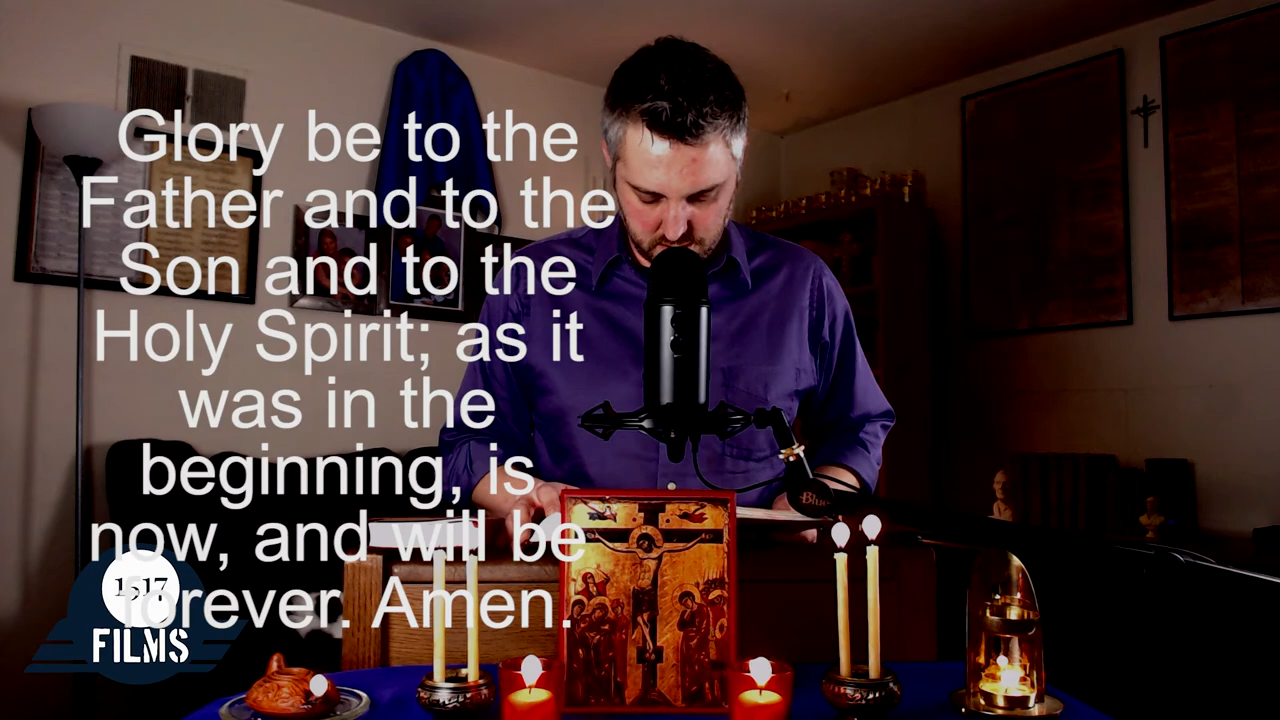 Glory be to the
Father and to the
Son and to the
Holy Spirit; as it
was in the
beginning, is
now, and will be
forever. Amen.
1517
FILMS
Blue